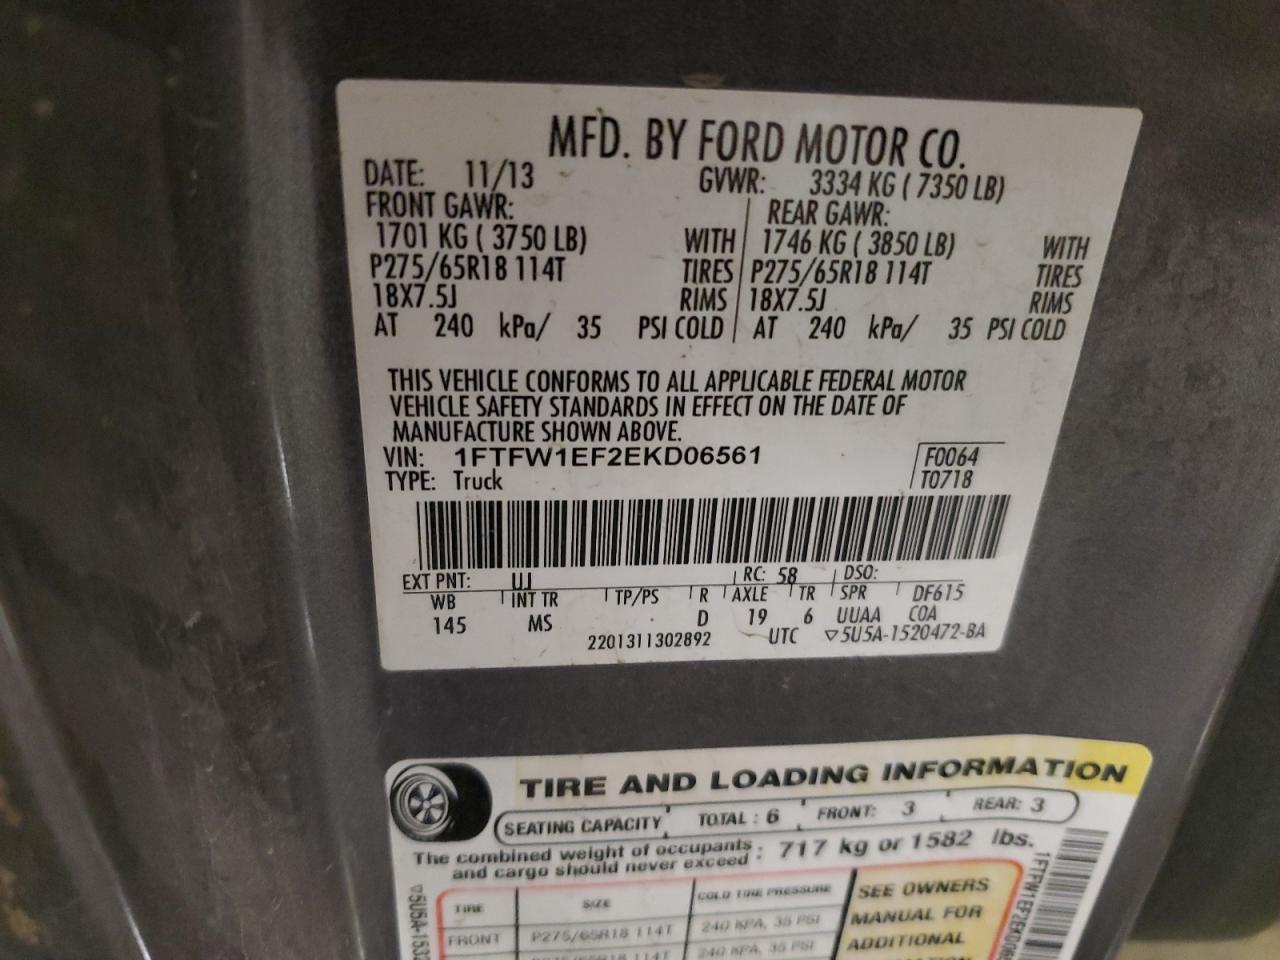 MFD. BY FORD MOTOR CO.
DATE: 11/13 GVWR: 3334 KG ( 7350 LB)
FRONT GAWR: REAR GAWR:
1701 KG ( 3750 LB) WITH 1746 KG ( 3850 LB) WITH
P275/65R18 114T TIRES P275/65R18 114T TIRES
18X7.5J RIMS 18X7.5J RIMS
AT 240 kPa/ 35 PSI COLD AT 240 kPa/ 35 PSI COLD
THIS VEHICLE CONFORMS TO ALL APPLICABLE FEDERAL MOTOR
VEHICLE SAFETY STANDARDS IN EFFECT ON THE DATE OF
MANUFACTURE SHOWN ABOVE.
VIN: 1FTFW1EF2EKD06561 F0064
TYPE: Truck T0718
EXT PNT: UJ RC: 58 DSO:
WB INT TR TP/PS R AXLE TR SPR DF615
145 MS D 19 6 UUAA COA
2201311302892 UTC ▽5U5A-1520472-BA
TIRE AND LOADING INFORMATION
SEATING CAPACITY TOTAL : 6 FRONT: 3 REAR: 3
The combined weight of occupants : 717 kg or 1582 lbs.
and cargo should never exceed
TIRE SIZE COLD TIRE PRESSURE SEE OWNERS
FRONT P275/65R18 114T 240 KPA, 35 PSI MANUAL FOR
P275/65R18 114T 240 KPA, 35 PSI ADDITIONAL